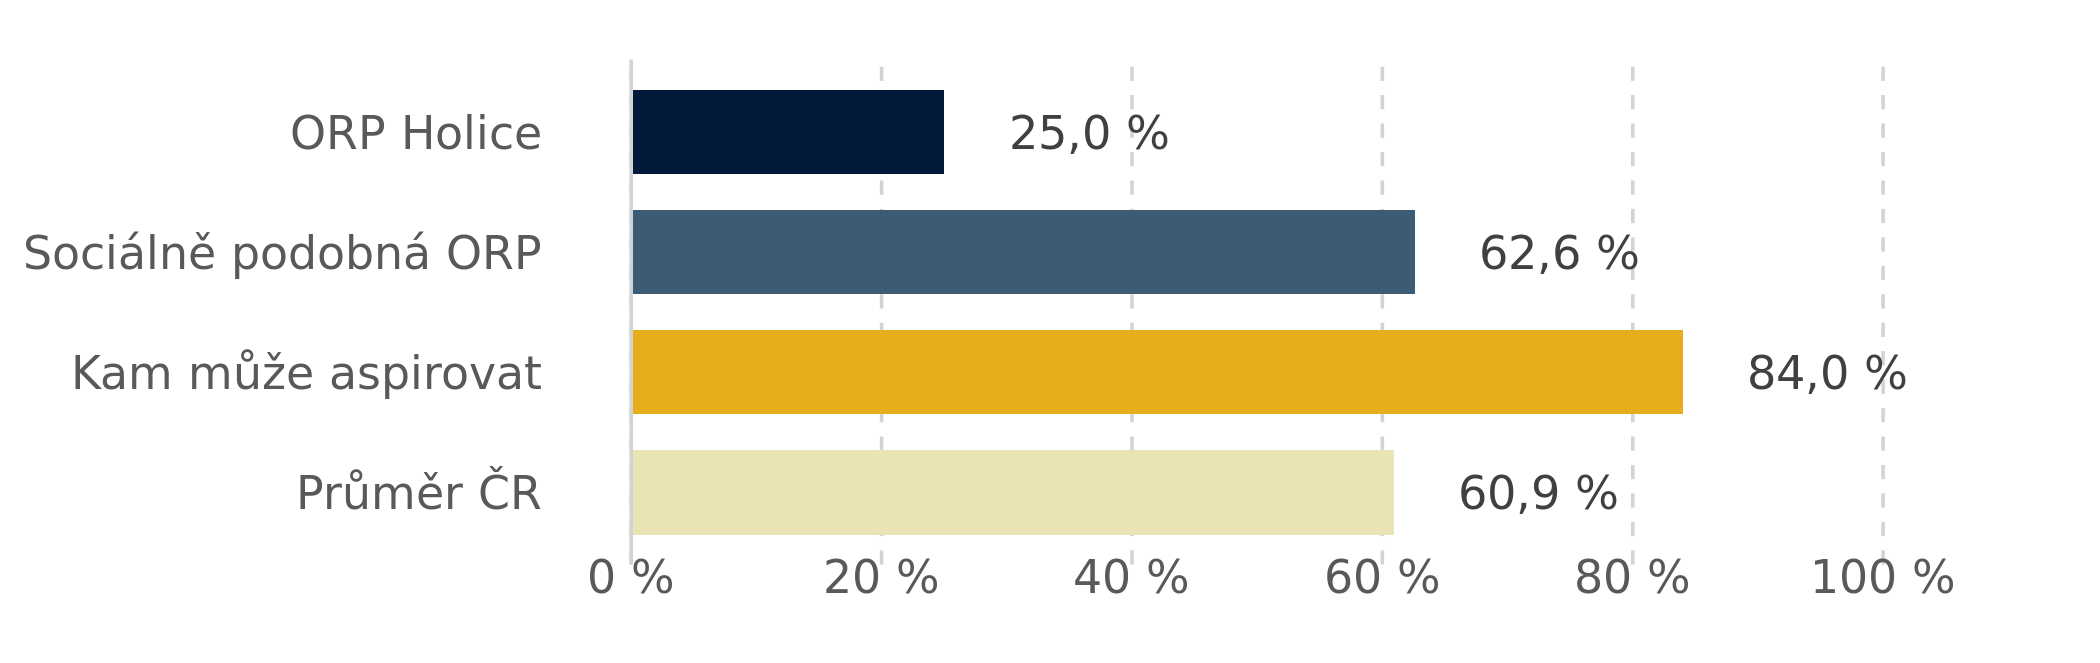 ORP Holice 25,0 %
Sociálně podobná ORP 62,6 %
Kam může aspirovat 84,0 %
Průměr ČR 60,9 %
0 % 20 % 40 % 60 % 80 % 100 %